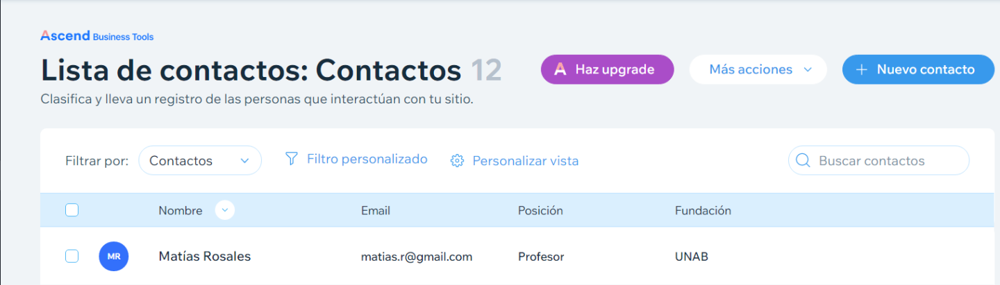 Ascend Business Tools
Lista de contactos: Contactos 12
Haz upgrade
Más acciones
+ Nuevo contacto
Clasifica y lleva un registro de las personas que interactúan con tu sitio.
Filtrar por: Contactos
Filtro personalizado
Personalizar vista
Buscar contactos
Nombre Email Posición Fundación
MR Matías Rosales matias.r@gmail.com Profesor UNAB